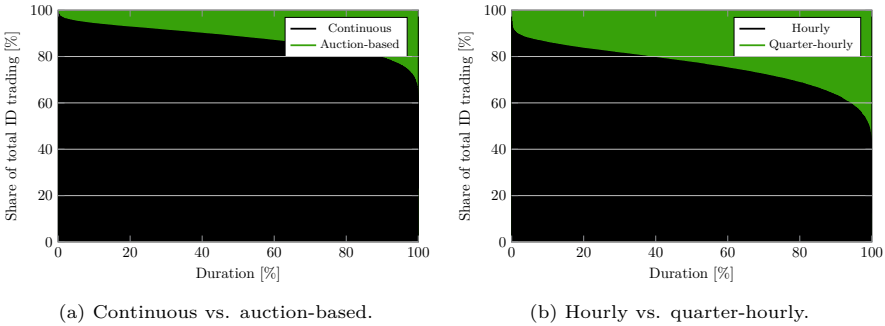 Share of total ID trading [%]
100
80
60
40
20
0
Continuous
Auction-based
0 20 40 60 80 100
Duration [%]
(a) Continuous vs. auction-based.
Share of total ID trading [%]
100
80
60
40
20
0
Hourly
Quarter-hourly
0 20 40 60 80 100
Duration [%]
(b) Hourly vs. quarter-hourly.